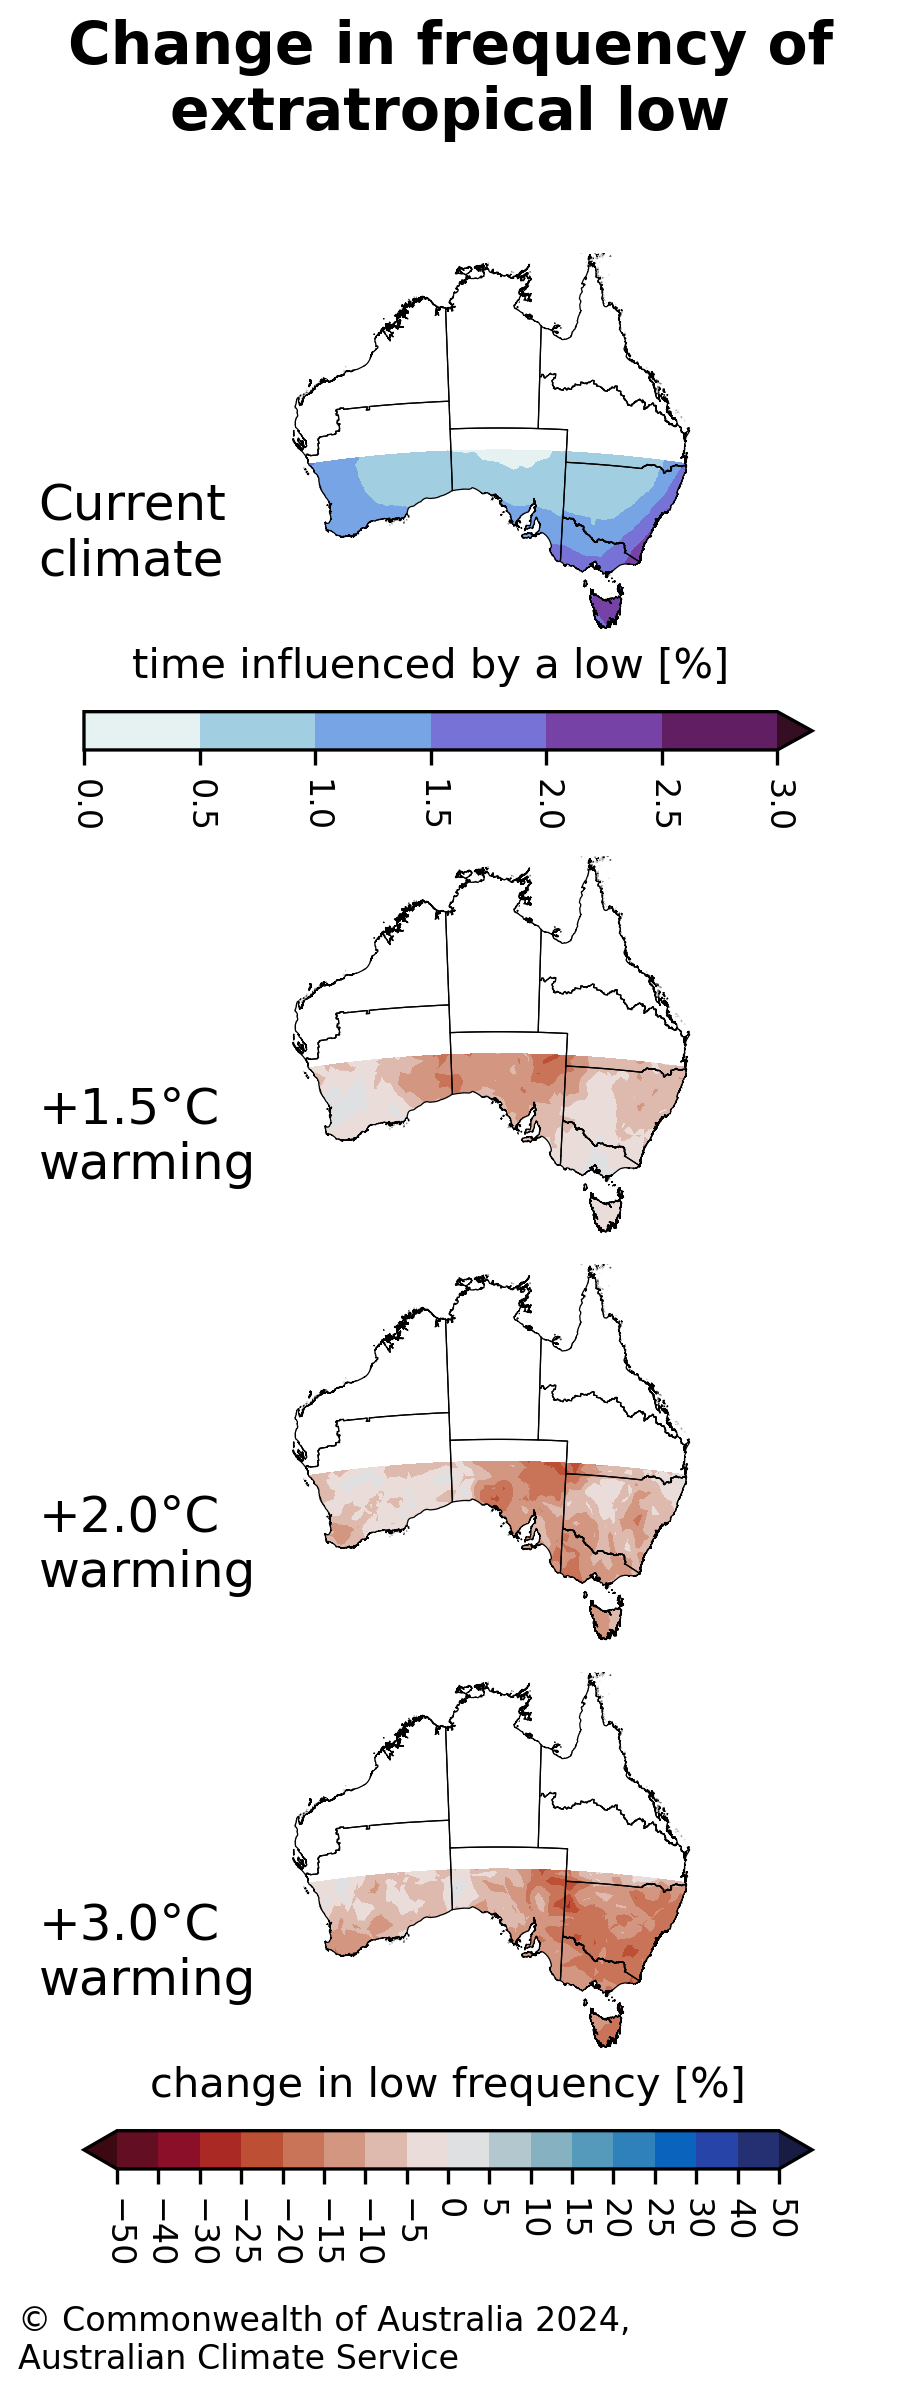 Change in frequency of
extratropical low
Current
climate
time influenced by a low [%]
0.0 0.5 1.0 1.5 2.0 2.5 3.0
+1.5°C
warming
+2.0°C
warming
+3.0°C
warming
change in low frequency [%]
−50 −40 −30 −25 −20 −15 −10 −5 0 5 10 15 20 25 30 40 50
© Commonwealth of Australia 2024,
Australian Climate Service